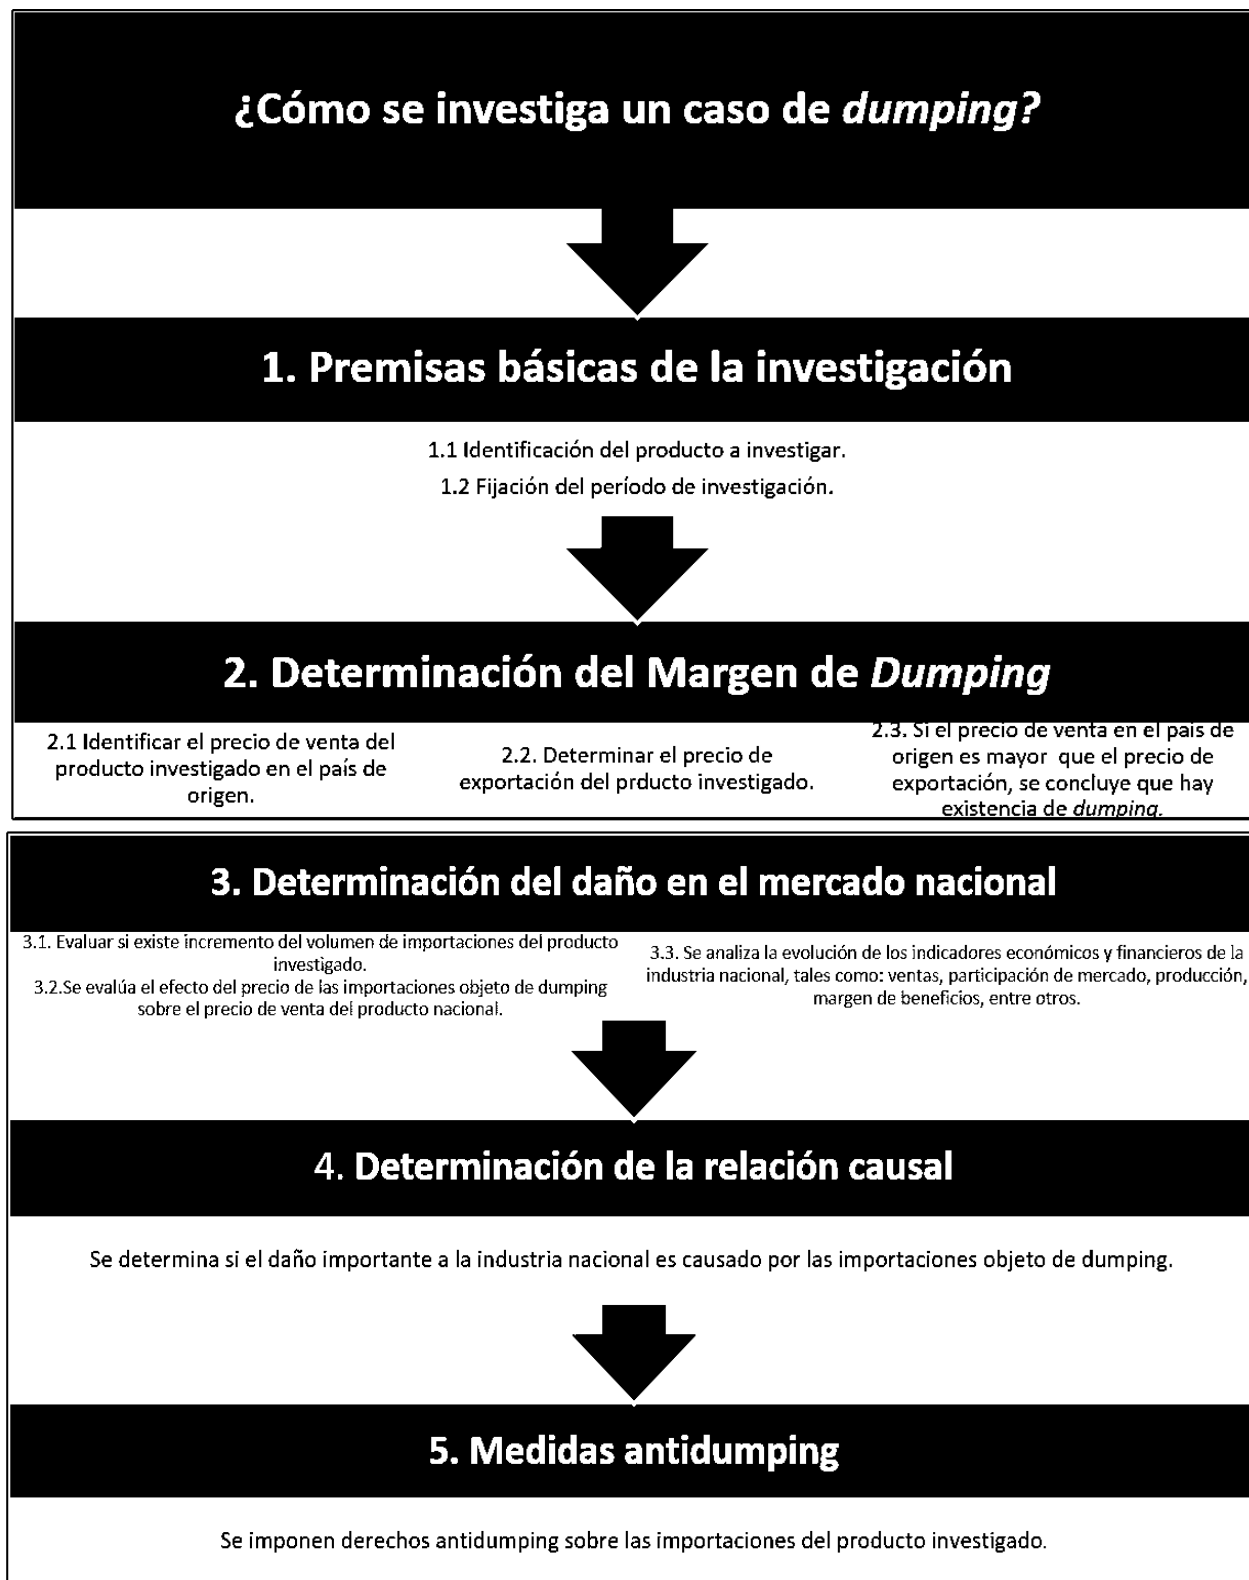 ¿Cómo se investiga un caso de dumping?
1. Premisas básicas de la investigación
1.1 Identificación del producto a investigar.
1.2 Fijación del período de investigación.
2. Determinación del Margen de Dumping
2.1 Identificar el precio de venta del
producto investigado en el país de
origen.
2.2. Determinar el precio de
exportación del prducto investigado.
2.3. Si el precio de venta en el país de
origen es mayor que el precio de
exportación, se concluye que hay
existencia de dumping.
3. Determinación del daño en el mercado nacional
3.1. Evaluar si existe incremento del volumen de importaciones del producto
investigado.
3.2.Se evalúa el efecto del precio de las importaciones objeto de dumping
sobre el precio de venta del producto nacional.
3.3. Se analiza la evolución de los indicadores económicos y financieros de la
industria nacional, tales como: ventas, participación de mercado, producción,
margen de beneficios, entre otros.
4. Determinación de la relación causal
Se determina si el daño importante a la industria nacional es causado por las importaciones objeto de dumping.
5. Medidas antidumping
Se imponen derechos antidumping sobre las importaciones del producto investigado.